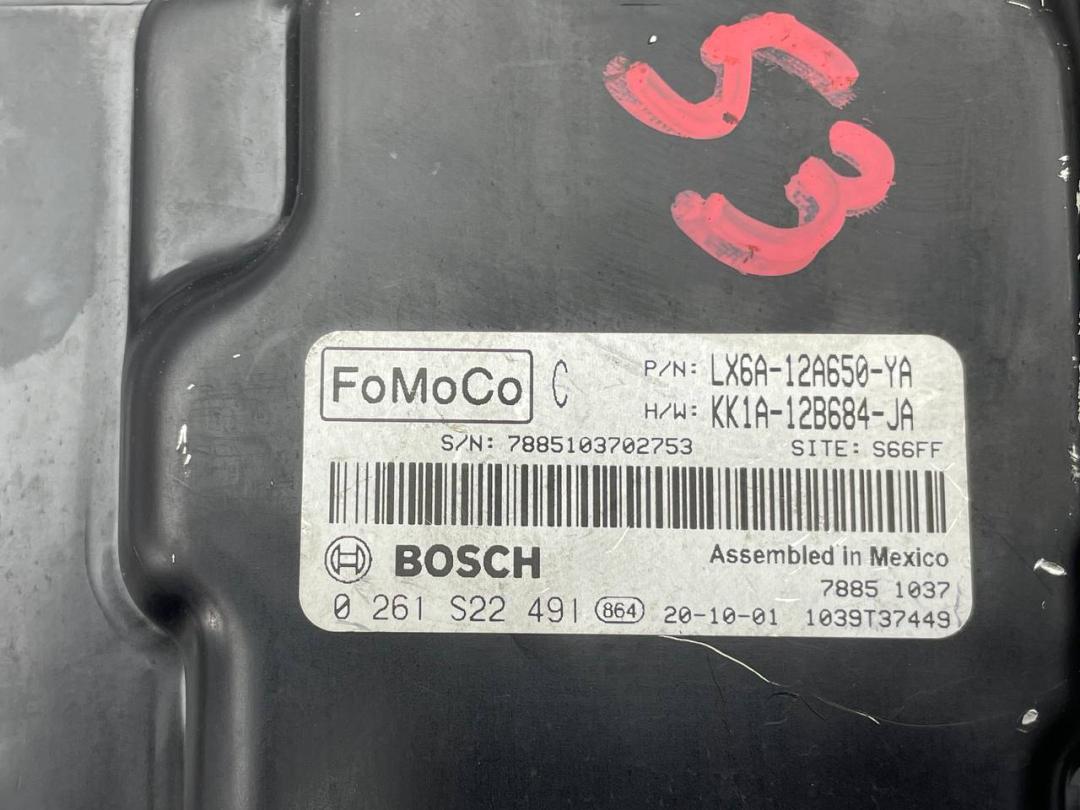 S3
FoMoCo C P/N: LX6A-12A650-YA
H/W: KK1A-12B684-JA
S/N: 7885103702753 SITE: S66FF
BOSCH Assembled in Mexico
7885 1037
0 261 S22 491 864 20-10-01 1039T37449